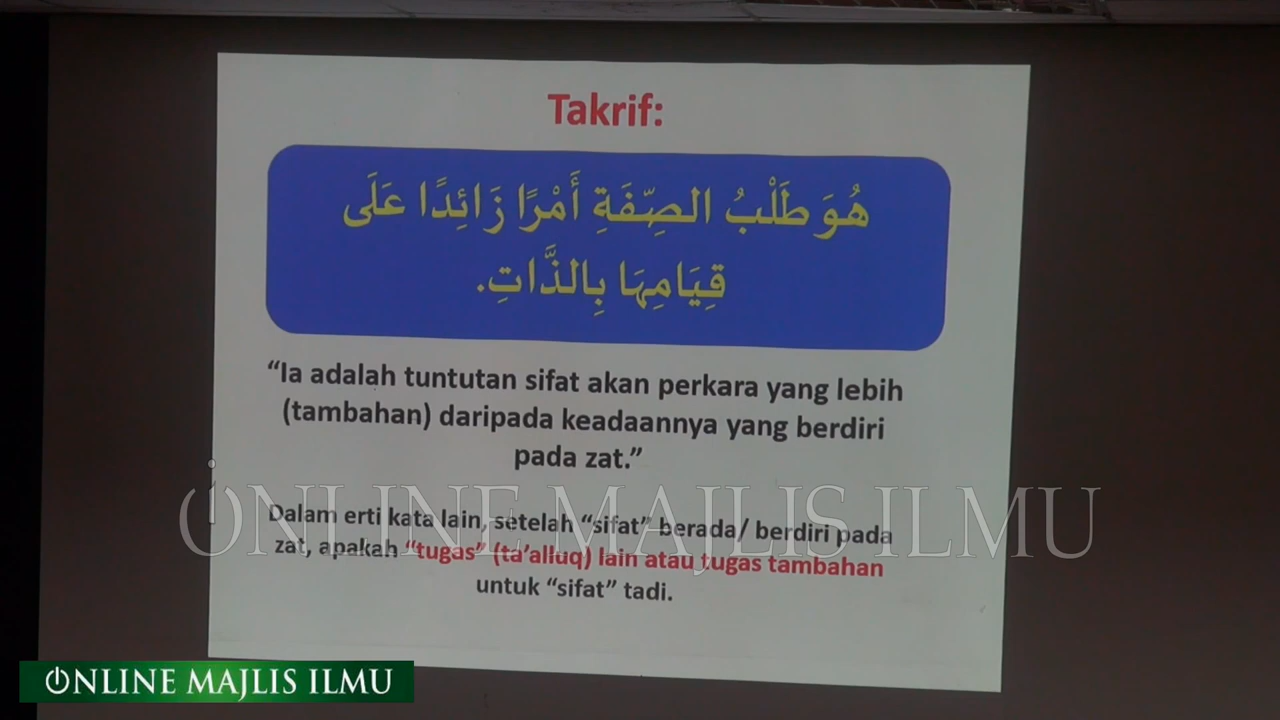 Takrif:
هُوَ طَلْبُ الصِّفَةِ أَمْرًا زَائِدًا عَلَى
قِيَامِهَا بِالذَّاتِ.
“Ia adalah tuntutan sifat akan perkara yang lebih
(tambahan) daripada keadaannya yang berdiri
pada zat.”
ONLINE MAJLIS ILMU
Dalam erti kata lain, setelah “sifat” berada/ berdiri pada
zat, apakah “tugas” (ta’alluq) lain atau tugas tambahan
untuk “sifat” tadi.
ONLINE MAJLIS ILMU